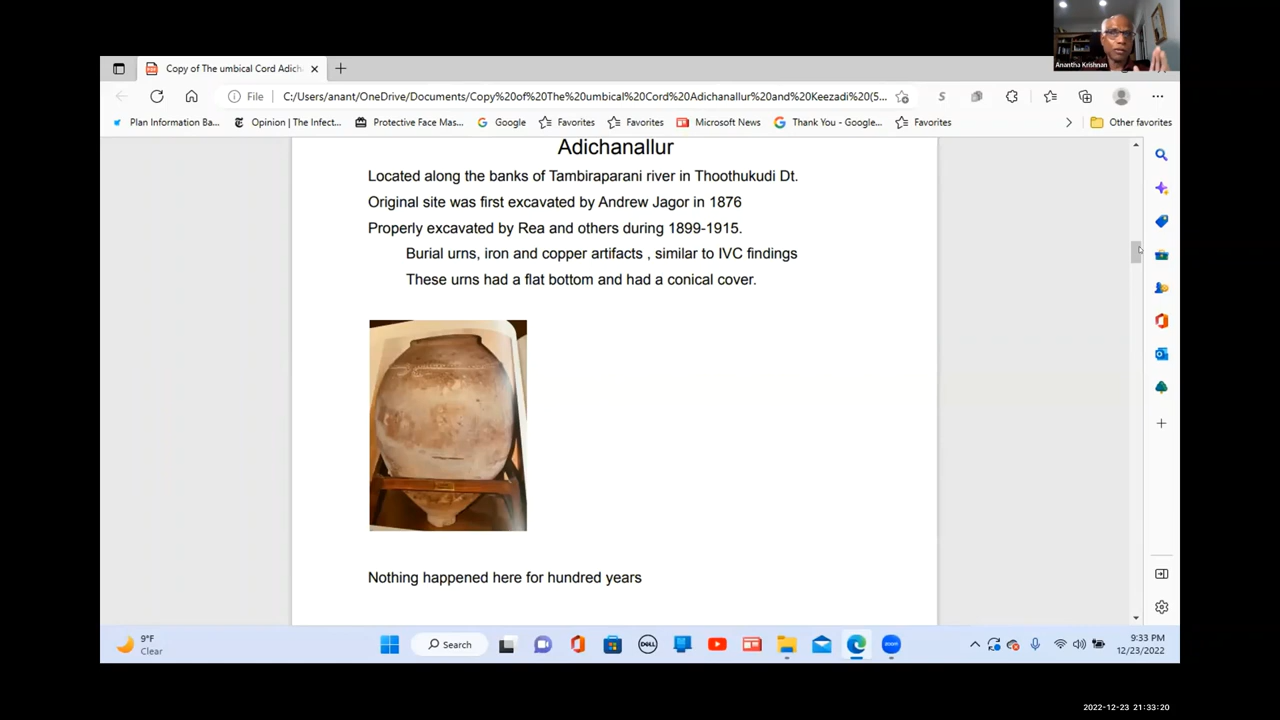 Anantha Krishnan
Copy of The umbical Cord Adich
File
C:/Users/anant/OneDrive/Documents/Copy%20of%20The%20umbical%20Cord%20Adichanallur%20and%20Keezadi%20(5...
Plan Information Ba...
Opinion | The Infect...
Protective Face Mas...
Google
Favorites
Favorites
Microsoft News
Thank You - Google...
Favorites
Other favorites
Adichanallur
Located along the banks of Tambiraparani river in Thoothukudi Dt.
Original site was first excavated by Andrew Jagor in 1876
Properly excavated by Rea and others during 1899-1915.
Burial urns, iron and copper artifacts , similar to IVC findings
These urns had a flat bottom and had a conical cover.
Nothing happened here for hundred years
9°F
Clear
Search
DELL
zoom
9:33 PM
12/23/2022
2022-12-23 21:33:20